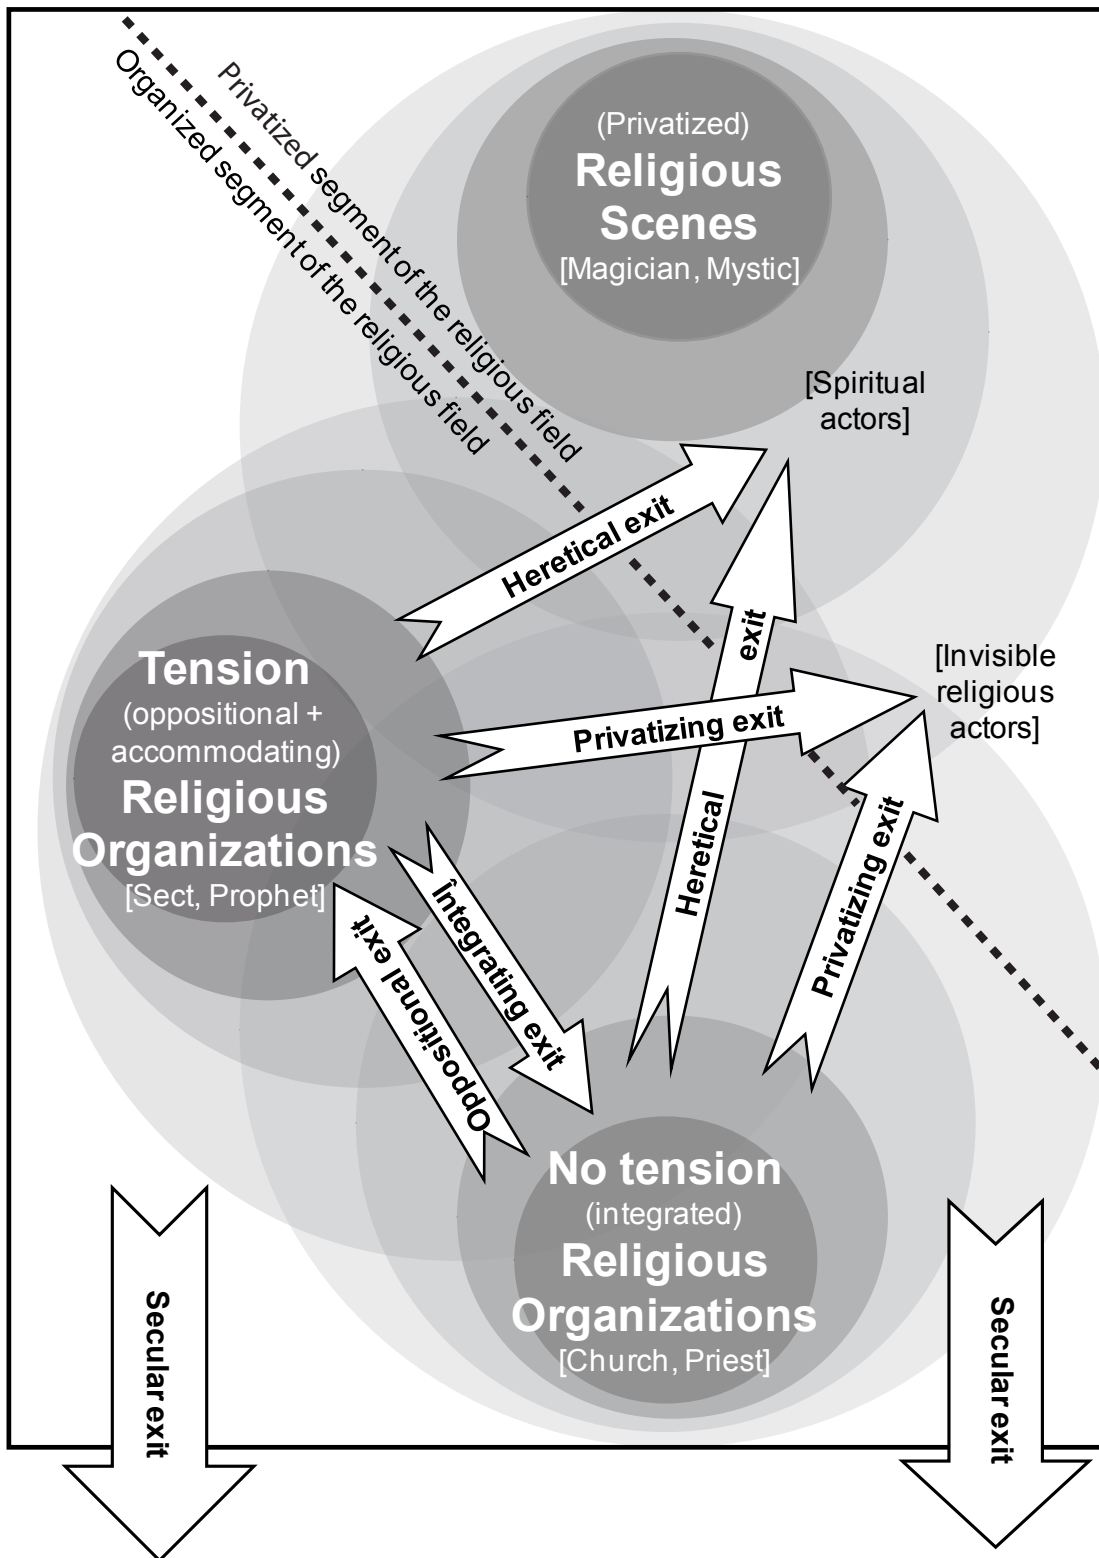 Privatized segment of the religious field
Organized segment of the religious field
(Privatized)
Religious
Scenes
[Magician, Mystic]
[Spiritual
actors]
Heretical exit
[Invisible
religious
actors]
Tension
(oppositional +
accommodating)
Religious
Organizations
[Sect, Prophet]
Privatizing exit
Heretical exit
Privatizing exit
Întegrating exit
Oppositional exit
No tension
(integrated)
Religious
Organizations
[Church, Priest]
Secular exit
Secular exit